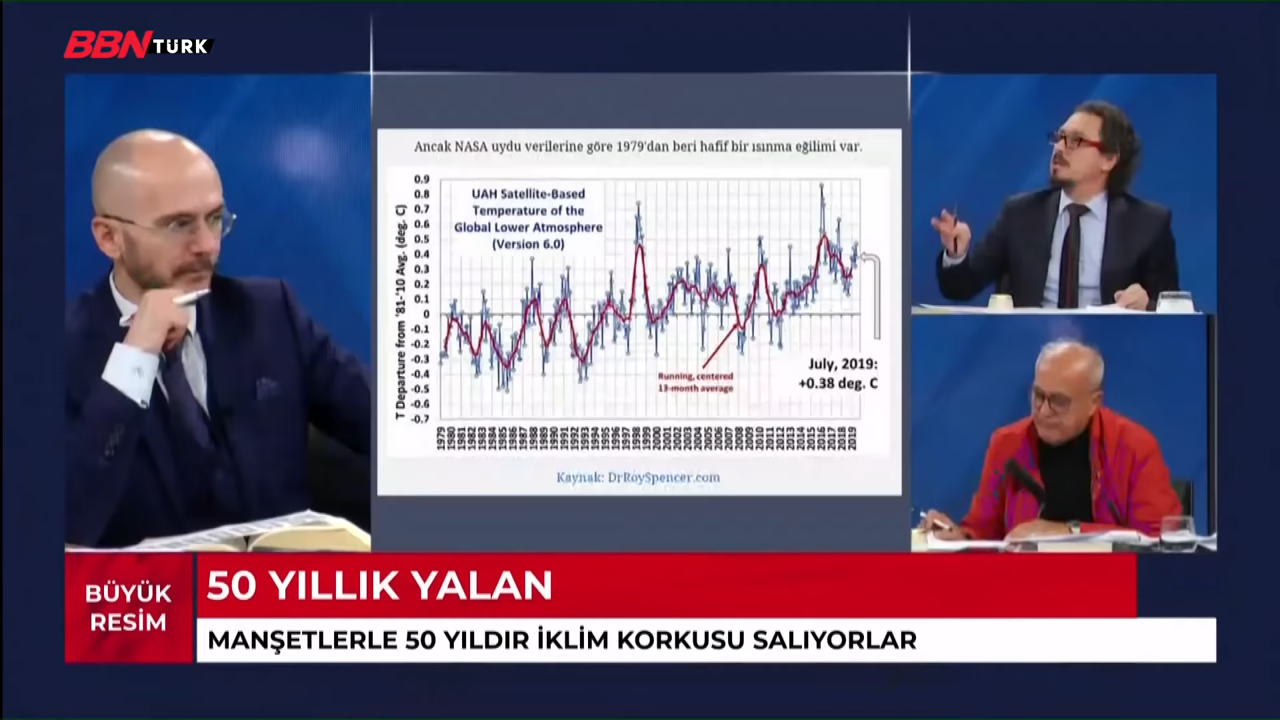 BBN TÜRK
Ancak NASA uydu verilerine göre 1979'dan beri hafif bir ısınma eğilimi var.
T Departure from '81-'10 Avg. (deg. C)
0.9
0.8
0.7
0.6
0.5
0.4
0.3
0.2
0.1
0
-0.1
-0.2
-0.3
-0.4
-0.5
-0.6
-0.7
UAH Satellite-Based
Temperature of the
Global Lower Atmosphere
(Version 6.0)
Running, centered
13-month average
July, 2019:
+0.38 deg. C
1979 1980 1981 1982 1983 1984 1985 1986 1987 1988 1989 1990 1991 1992 1993 1994 1995 1996 1997 1998 1999 2000 2001 2002 2003 2004 2005 2006 2007 2008 2009 2010 2011 2012 2013 2014 2015 2016 2017 2018 2019
Kaynak: DrRoySpencer.com
BÜYÜK
RESİM
50 YILLIK YALAN
MANŞETLERLE 50 YILDIR İKLİM KORKUSU SALIYORLAR